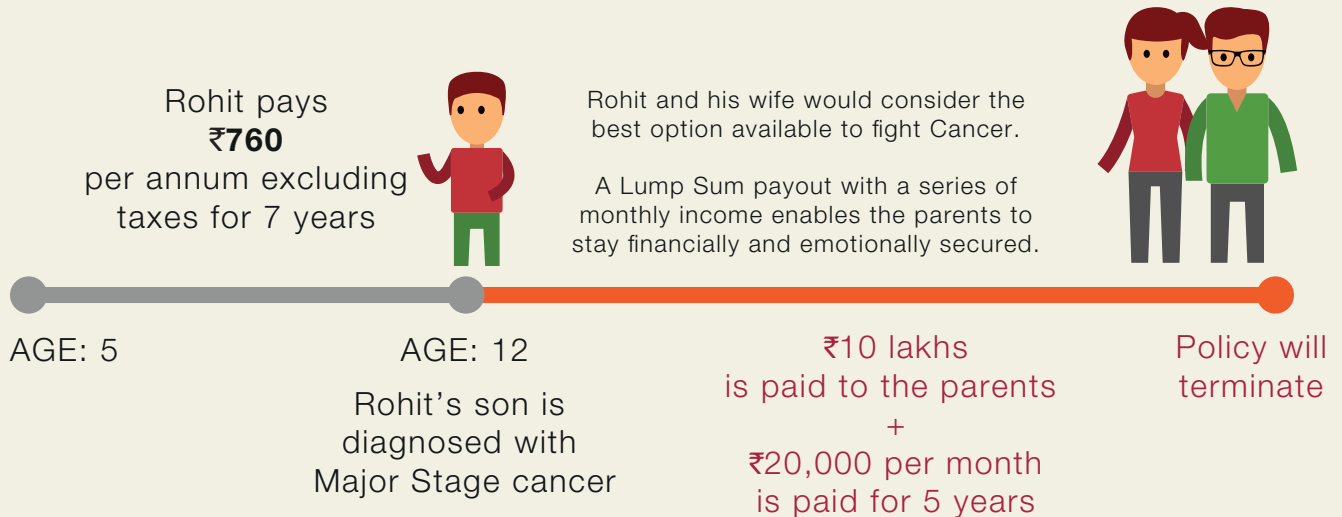 Rohit pays
₹760
per annum excluding
taxes for 7 years
Rohit and his wife would consider the
best option available to fight Cancer.
A Lump Sum payout with a series of
monthly income enables the parents to
stay financially and emotionally secured.
AGE: 5
AGE: 12
Rohit’s son is
diagnosed with
Major Stage cancer
₹10 lakhs
is paid to the parents
+
₹20,000 per month
is paid for 5 years
Policy will
terminate